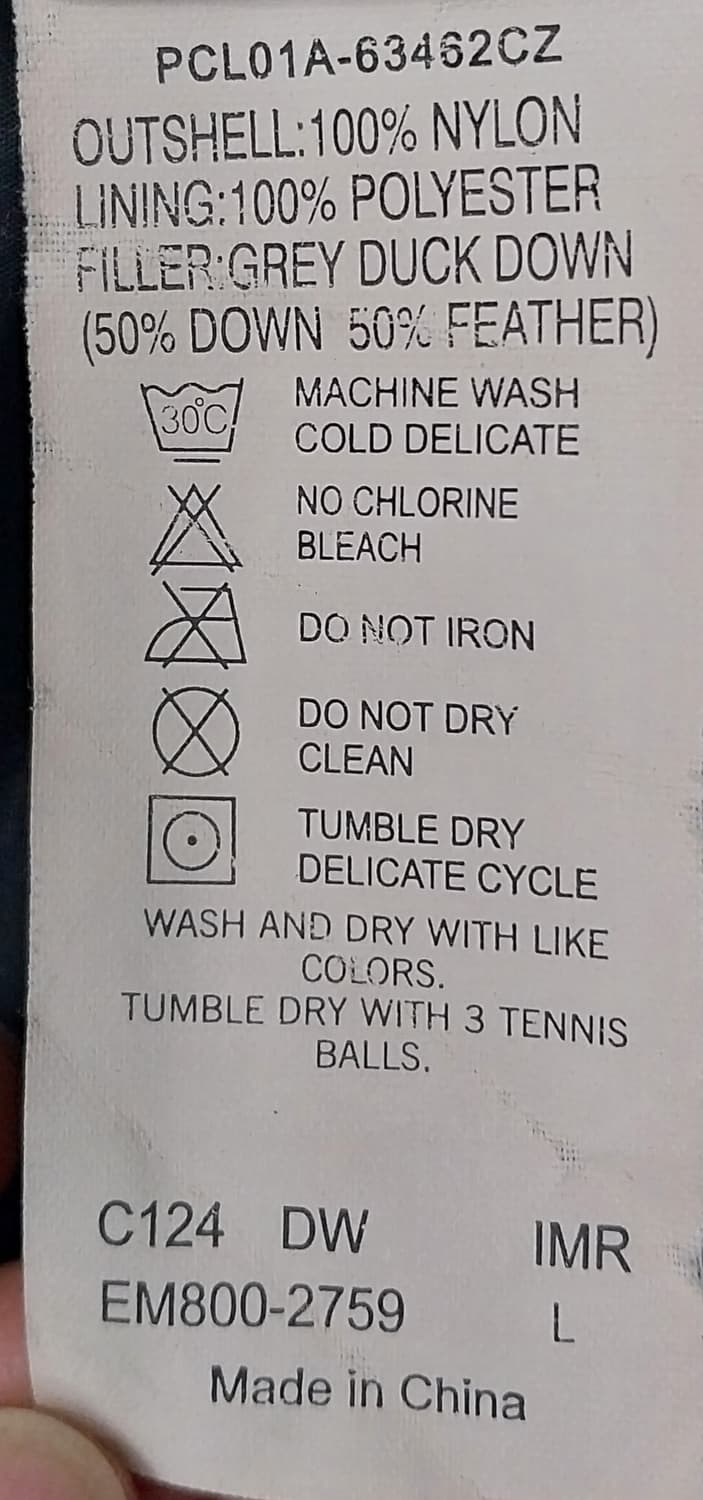 PCL01A-63462CZ
OUTSHELL:100% NYLON
LINING:100% POLYESTER
FILLER:GREY DUCK DOWN
(50% DOWN 50% FEATHER)
30°C
MACHINE WASH
COLD DELICATE
NO CHLORINE
BLEACH
DO NOT IRON
DO NOT DRY
CLEAN
TUMBLE DRY
DELICATE CYCLE
WASH AND DRY WITH LIKE
COLORS.
TUMBLE DRY WITH 3 TENNIS
BALLS.
C124 DW IMR
EM800-2759 L
Made in China